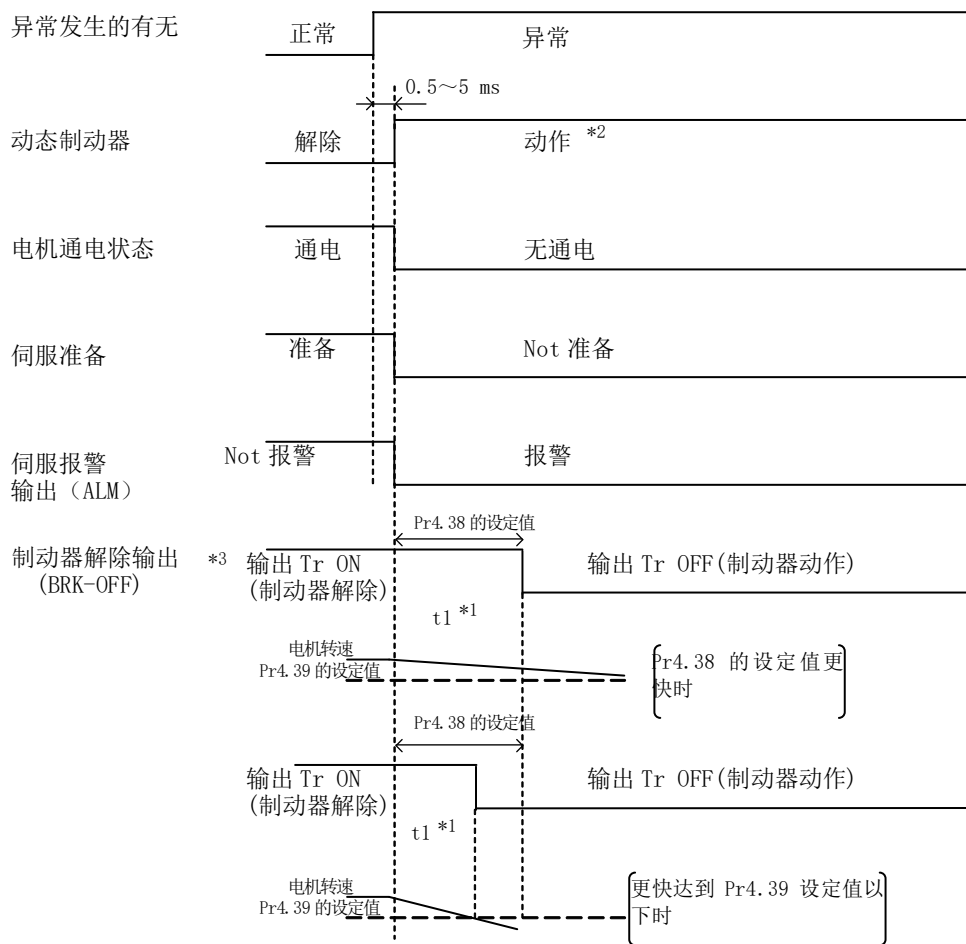 异常发生的有无 正常 异常
0.5～5 ms
动态制动器 解除 动作 *2
电机通电状态 通电 无通电
伺服准备 准备 Not 准备
伺服报警 Not 报警 报警
输出（ALM）
Pr4.38 的设定值
制动器解除输出 *3 输出 Tr ON 输出 Tr OFF(制动器动作)
(BRK-OFF) (制动器解除)
t1 *1
电机转速
Pr4.39 的设定值
Pr4.38 的设定值更
快时
Pr4.38 的设定值
输出 Tr ON 输出 Tr OFF(制动器动作)
(制动器解除)
t1 *1
电机转速
Pr4.39 的设定值
更快达到 Pr4.39 设定值以
下时